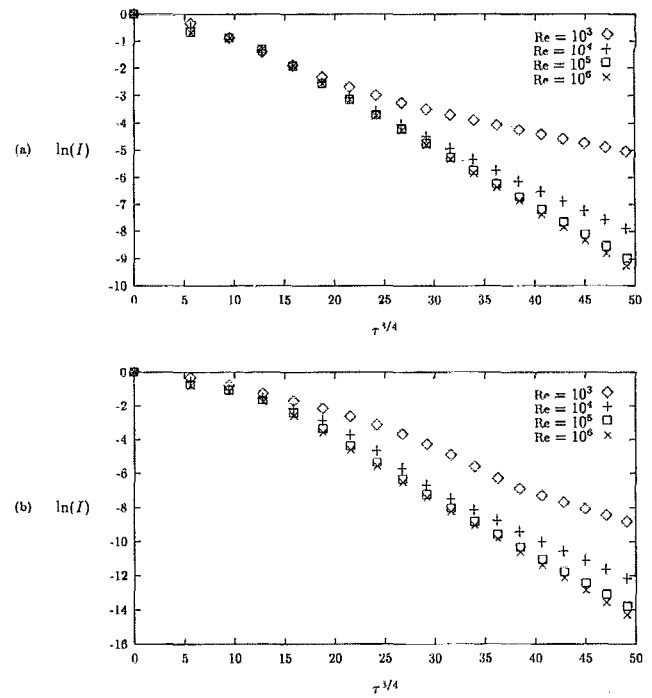 0
-1
-2
-3
-4
-5
-6
-7
-8
-9
-10
(a) ln(I)
Re = 10³ ◇
Re = 10⁴ +
Re = 10⁵ □
Re = 10⁶ ×
0 5 10 15 20 25 30 35 40 45 50
τ³/⁴
0
-2
-4
-6
-8
-10
-12
-14
-16
(b) ln(I)
Re = 10³ ◇
Re = 10⁴ +
Re = 10⁵ □
Re = 10⁶ ×
0 5 10 15 20 25 30 35 40 45 50
τ³/⁴